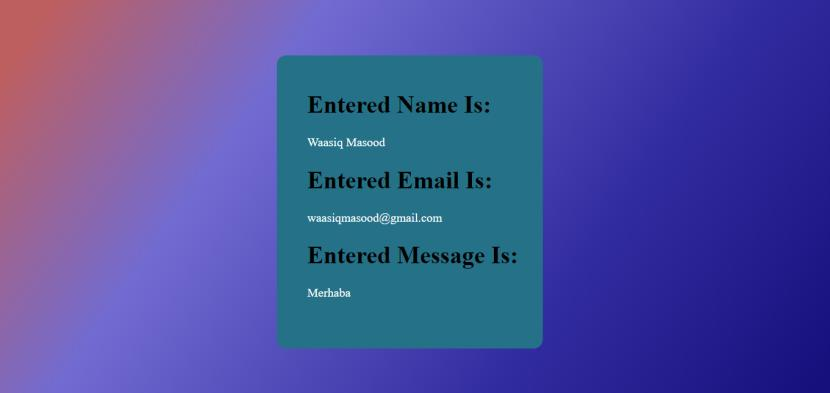 Entered Name Is:
Waasiq Masood
Entered Email Is:
waasiqmasood@gmail.com
Entered Message Is:
Merhaba